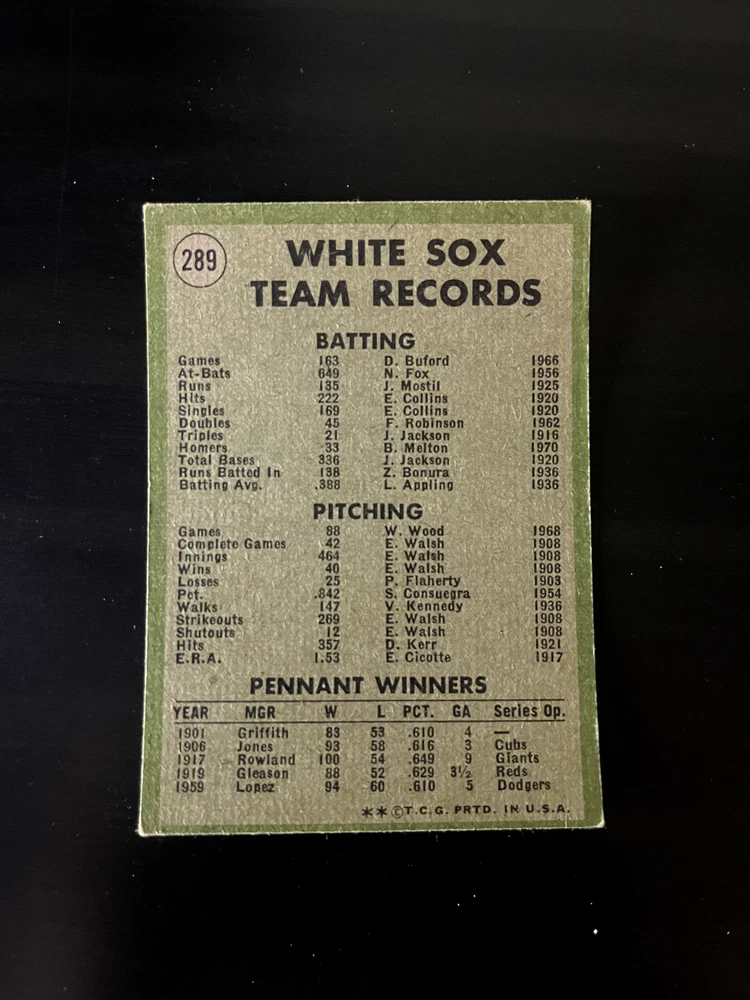 289
WHITE SOX
TEAM RECORDS
BATTING
Games 163 D. Buford 1966
At-Bats 649 N. Fox 1956
Runs 135 J. Mostil 1925
Hits 222 E. Collins 1920
Singles 169 E. Collins 1920
Doubles 45 F. Robinson 1962
Triples 21 J. Jackson 1916
Homers 33 B. Melton 1970
Total Bases 336 J. Jackson 1920
Runs Batted In 138 Z. Bonura 1936
Batting Avg. .388 L. Appling 1936
PITCHING
Games 88 W. Wood 1968
Complete Games 42 E. Walsh 1908
Innings 464 E. Walsh 1908
Wins 40 E. Walsh 1908
Losses 25 P. Flaherty 1903
Pct. .842 S. Consuegra 1954
Walks 147 V. Kennedy 1936
Strikeouts 269 E. Walsh 1908
Shutouts 12 E. Walsh 1908
Hits 357 D. Kerr 1921
E.R.A. 1.53 E. Cicotte 1917
PENNANT WINNERS
YEAR MGR W L PCT. GA Series Op.
1901 Griffith 83 53 .610 4 —
1906 Jones 93 58 .616 3 Cubs
1917 Rowland 100 54 .649 9 Giants
1919 Gleason 88 52 .629 3½ Reds
1959 Lopez 94 60 .610 5 Dodgers
**©T.C.G. PRTD. IN U.S.A.